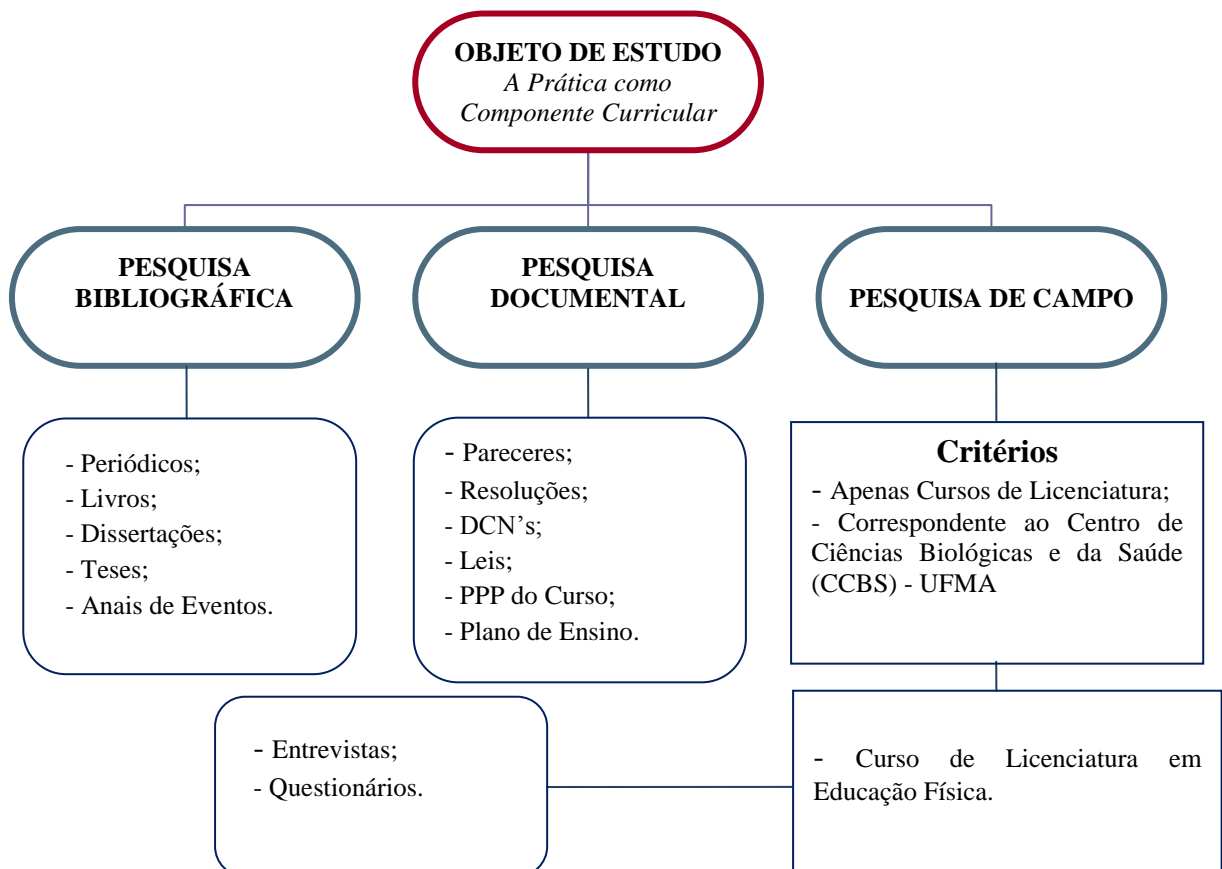 OBJETO DE ESTUDO
A Prática como
Componente Curricular
PESQUISA
BIBLIOGRÁFICA
PESQUISA
DOCUMENTAL
PESQUISA DE CAMPO
- Periódicos;
- Livros;
- Dissertações;
- Teses;
- Anais de Eventos.
- Pareceres;
- Resoluções;
- DCN’s;
- Leis;
- PPP do Curso;
- Plano de Ensino.
Critérios
- Apenas Cursos de Licenciatura;
- Correspondente ao Centro de
Ciências Biológicas e da Saúde
(CCBS) - UFMA
- Entrevistas;
- Questionários.
- Curso de Licenciatura em
Educação Física.